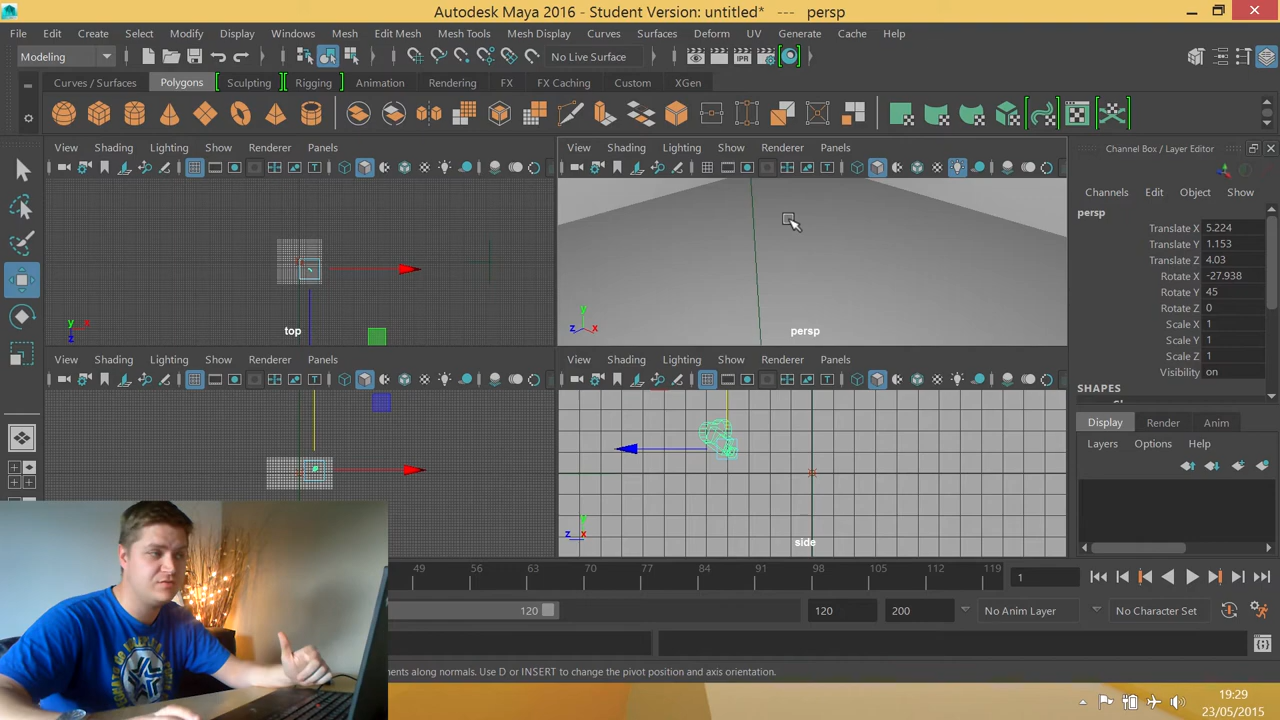 Autodesk Maya 2016 - Student Version: untitled*   ---   persp
File Edit Create Select Modify Display Windows Mesh Edit Mesh Mesh Tools Mesh Display Curves Surfaces Deform UV Generate Cache Help
Modeling
No Live Surface
IPR
Curves / Surfaces Polygons Sculpting Rigging Animation Rendering FX FX Caching Custom XGen
View Shading Lighting Show Renderer Panels
View Shading Lighting Show Renderer Panels
Channel Box / Layer Editor
Channels Edit Object Show
persp
Translate X 5.224
Translate Y 1.153
Translate Z 4.03
Rotate X -27.938
Rotate Y 45
Rotate Z 0
Scale X 1
Scale Y 1
Scale Z 1
Visibility on
SHAPES
y
x
z
top
y
z x
persp
View Shading Lighting Show Renderer Panels
View Shading Lighting Show Renderer Panels
Display Render Anim
Layers Options Help
y
z x
side
49 56 63 70 77 84 91 98 105 112 119
1
120
120
200
No Anim Layer
No Character Set
ents along normals. Use D or INSERT to change the pivot position and axis orientation.
19:29
23/05/2015